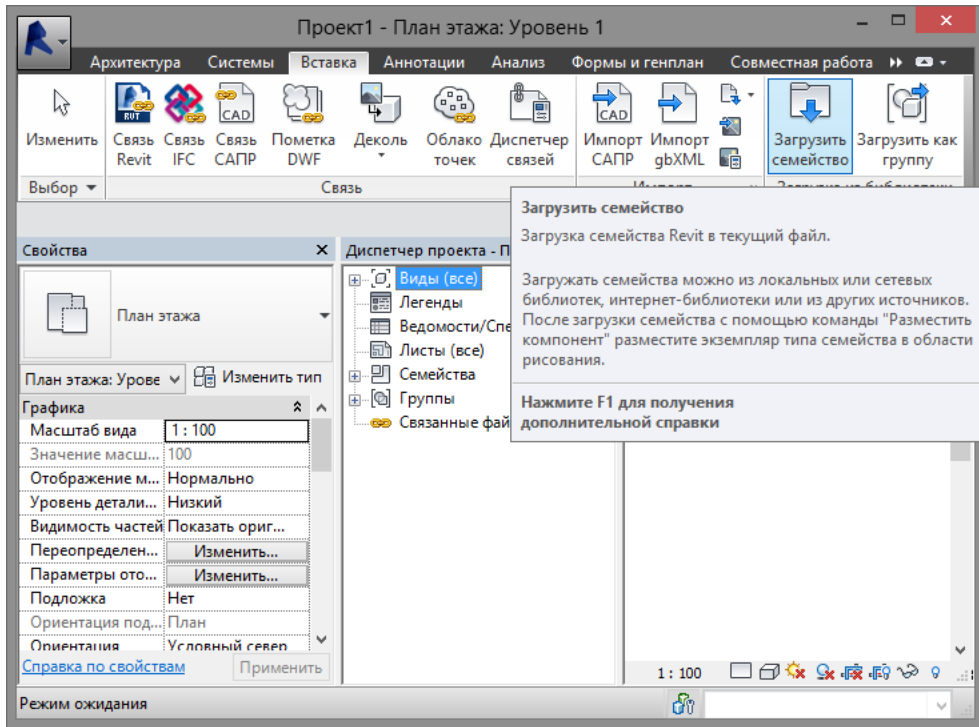 Проект1 - План этажа: Уровень 1
Архитектура Системы Вставка Аннотации Анализ Формы и генплан Совместная работа
Изменить
Связь Revit
Связь IFC
Связь САПР
Пометка DWF
Деколь
Облако точек
Диспетчер связей
Импорт САПР
Импорт gbXML
Загрузить семейство
Загрузить как группу
Выбор
Связь
Загрузить семейство
Загрузка семейства Revit в текущий файл.
Загружать семейства можно из локальных или сетевых
библиотек, интернет-библиотеки или из других источников.
После загрузки семейства с помощью команды "Разместить
компонент" разместите экземпляр типа семейства в области
рисования.
Нажмите F1 для получения
дополнительной справки
Свойства
План этажа
План этажа: Урове
Изменить тип
Графика
Масштаб вида 1 : 100
Значение масш... 100
Отображение м... Нормально
Уровень детали... Низкий
Видимость частей Показать ориг...
Переопределен... Изменить...
Параметры ото... Изменить...
Подложка Нет
Ориентация под... План
Ориентация Условный север
Справка по свойствам
Применить
Диспетчер проекта - П
Виды (все)
Легенды
Ведомости/Спе
Листы (все)
Семейства
Группы
Связанные фай
1 : 100
Режим ожидания